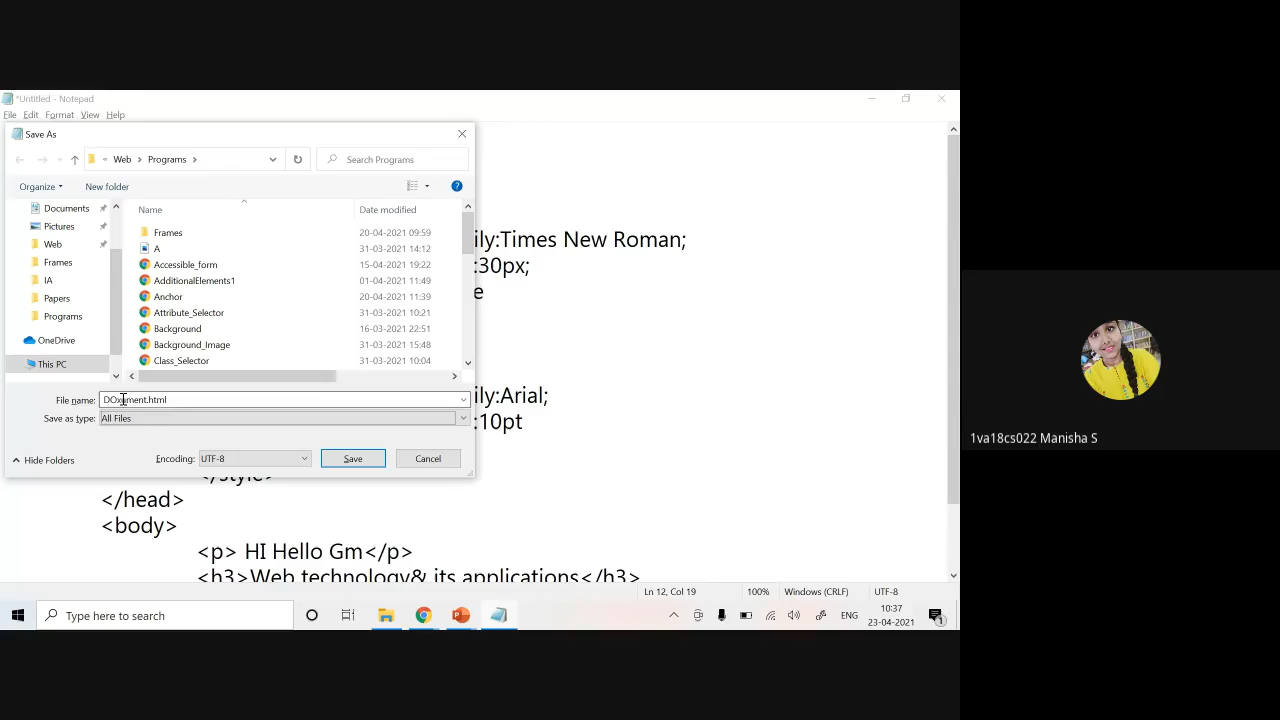 *Untitled - Notepad
File Edit Format View Help
Save As
« Web > Programs >
Search Programs
Organize
New folder
Documents
Pictures
Web
Frames
IA
Papers
Programs
OneDrive
This PC
Name Date modified
Frames 20-04-2021 09:59
A 31-03-2021 14:12
Accessible_form 15-04-2021 19:22
AdditionalElements1 01-04-2021 11:49
Anchor 20-04-2021 11:39
Attribute_Selector 31-03-2021 10:21
Background 16-03-2021 22:51
Background_Image 31-03-2021 15:48
Class_Selector 31-03-2021 10:04
File name:
Save as type: All Files
Hide Folders
Encoding: UTF-8
Save
Cancel
ily:Times New Roman;
:30px;
e
ily:Arial;
:10pt
</style>
</head>
<body>
<p> HI Hello Gm</p>
<h3>Web technology& its applications</h3>
Ln 12, Col 19 100% Windows (CRLF) UTF-8
Type here to search
ENG
10:37
23-04-2021
1
1va18cs022 Manisha S